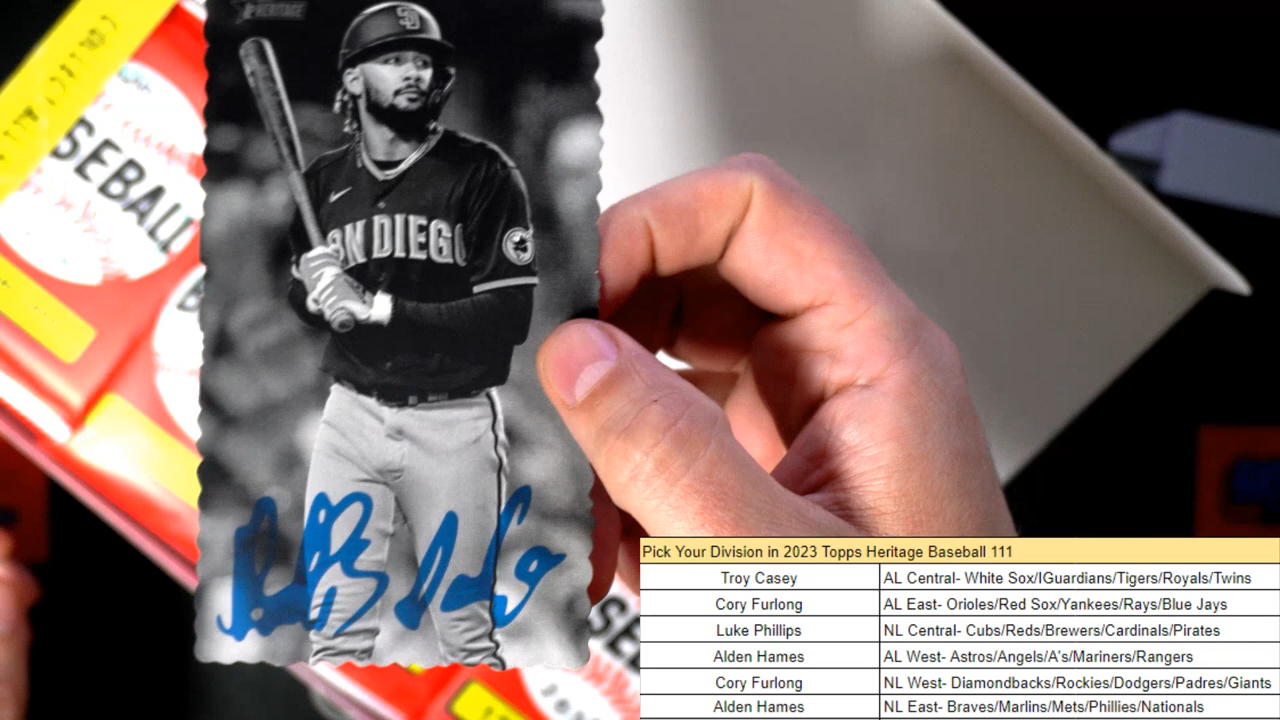 HERITAGE
SD
SAN DIEGO
SEBALL
B
SE
Pick Your Division in 2023 Topps Heritage Baseball 111
Troy Casey AL Central- White Sox/IGuardians/Tigers/Royals/Twins
Cory Furlong AL East- Orioles/Red Sox/Yankees/Rays/Blue Jays
Luke Phillips NL Central- Cubs/Reds/Brewers/Cardinals/Pirates
Alden Hames AL West- Astros/Angels/A's/Mariners/Rangers
Cory Furlong NL West- Diamondbacks/Rockies/Dodgers/Padres/Giants
Alden Hames NL East- Braves/Marlins/Mets/Phillies/Nationals